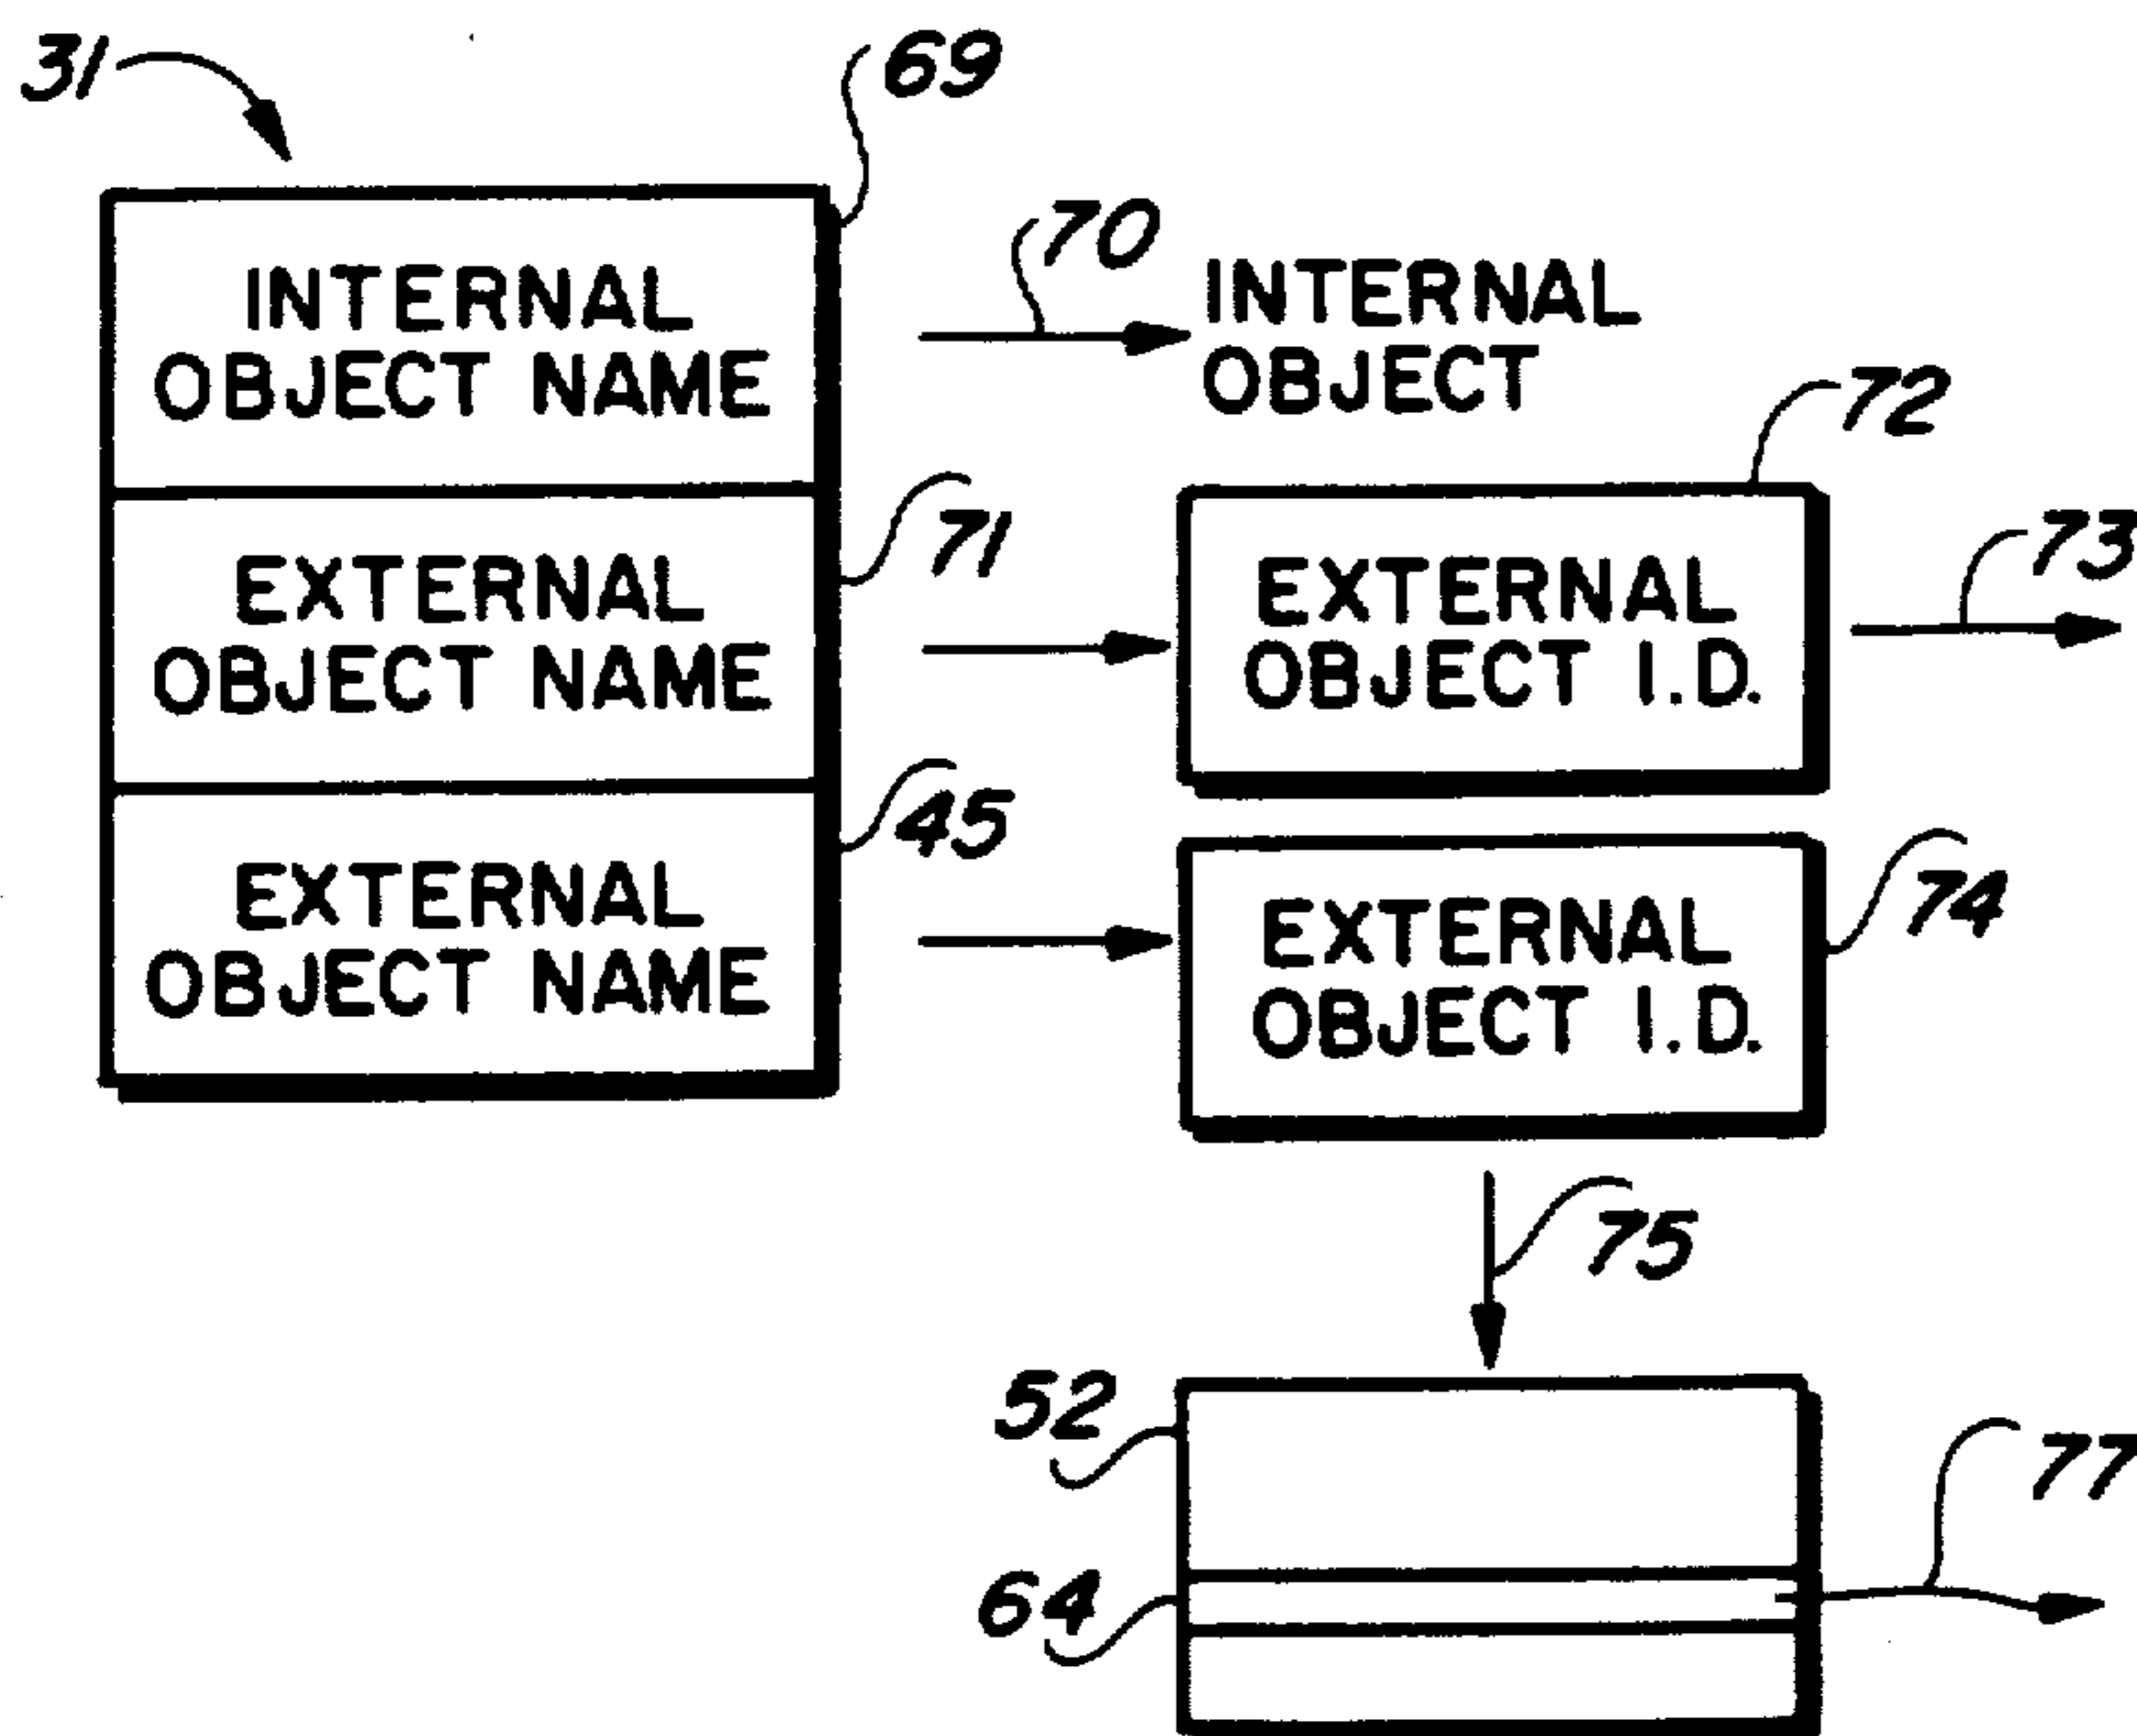 31
69
INTERNAL
OBJECT NAME
70
INTERNAL
OBJECT
72
EXTERNAL
OBJECT NAME
71
EXTERNAL
OBJECT I.D.
73
EXTERNAL
OBJECT NAME
45
EXTERNAL
OBJECT I.D.
74
75
52
77
64